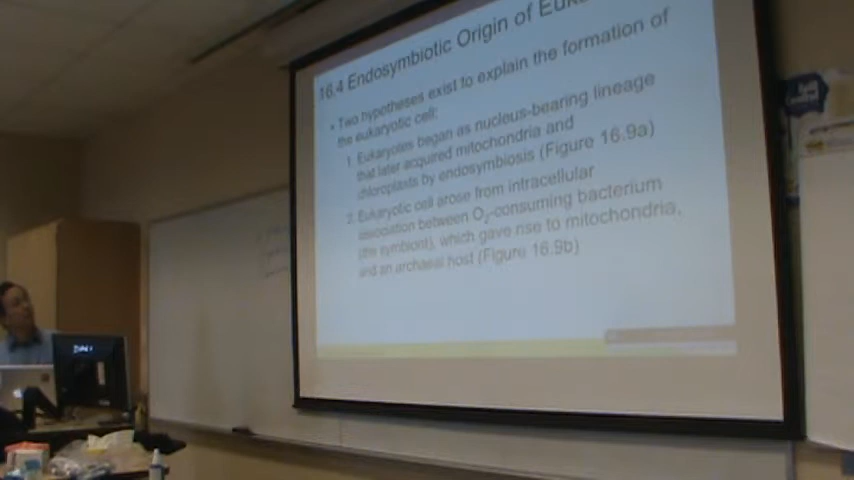 16.4 Endosymbiotic Origin of
• Two hypotheses exist to explain the formation of
the eukaryotic cell:
1. Eukaryotes began as nucleus-bearing lineage
that later acquired mitochondria and
chloroplasts by endosymbiosis (Figure 16.9a)
2. Eukaryotic cell arose from intracellular
association between O₂-consuming bacterium
(the symbiont), which gave rise to mitochondria,
and an archaeal host (Figure 16.9b)